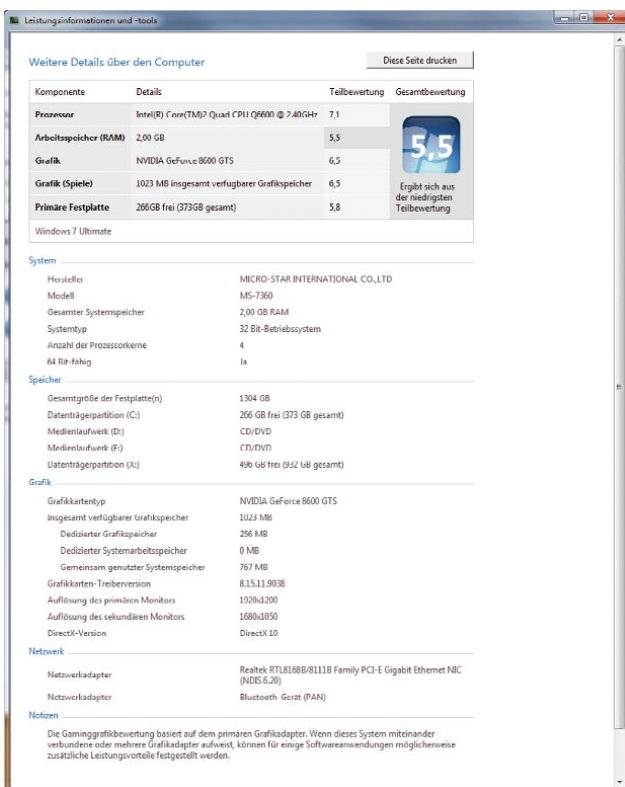 Leistungsinformationen und -tools
Weitere Details über den Computer
Diese Seite drucken
Komponente Details Teilbewertung Gesamtbewertung
Prozessor Intel(R) Core(TM)2 Quad CPU Q6600 @ 2.40GHz 7,1
Arbeitsspeicher (RAM) 2,00 GB 5,5
Grafik NVIDIA GeForce 8600 GTS 6,5
Grafik (Spiele) 1023 MB insgesamt verfügbarer Grafikspeicher 6,5
Primäre Festplatte 266GB frei (373GB gesamt) 5,8
5,5
Ergibt sich aus
der niedrigsten
Teilbewertung
Windows 7 Ultimate
System
Hersteller MICRO-STAR INTERNATIONAL CO.,LTD
Modell MS-7360
Gesamter Systemspeicher 2,00 GB RAM
Systemtyp 32 Bit-Betriebssystem
Anzahl der Prozessorkerne 4
64 Bit-fähig Ja
Speicher
Gesamtgröße der Festplatte(n) 1304 GB
Datenträgerpartition (C:) 266 GB frei (373 GB gesamt)
Medienlaufwerk (D:) CD/DVD
Medienlaufwerk (F:) CD/DVD
Datenträgerpartition (X:) 496 GB frei (932 GB gesamt)
Grafik
Grafikkartentyp NVIDIA GeForce 8600 GTS
Insgesamt verfügbarer Grafikspeicher 1023 MB
Dedizierter Grafikspeicher 256 MB
Dedizierter Systemarbeitsspeicher 0 MB
Gemeinsam genutzter Systemspeicher 767 MB
Grafikkarten-Treiberversion 8.15.11.9038
Auflösung des primären Monitors 1920x1200
Auflösung des sekundären Monitors 1680x1050
DirectX-Version DirectX 10
Netzwerk
Netzwerkadapter Realtek RTL8168B/8111B Family PCI-E Gigabit Ethernet NIC
(NDIS 6.20)
Netzwerkadapter Bluetooth-Gerät (PAN)
Notizen
Die Gaminggrafikbewertung basiert auf dem primären Grafikadapter. Wenn dieses System miteinander
verbundene oder mehrere Grafikadapter aufweist, können für einige Softwareanwendungen möglicherweise
zusätzliche Leistungsvorteile festgestellt werden.